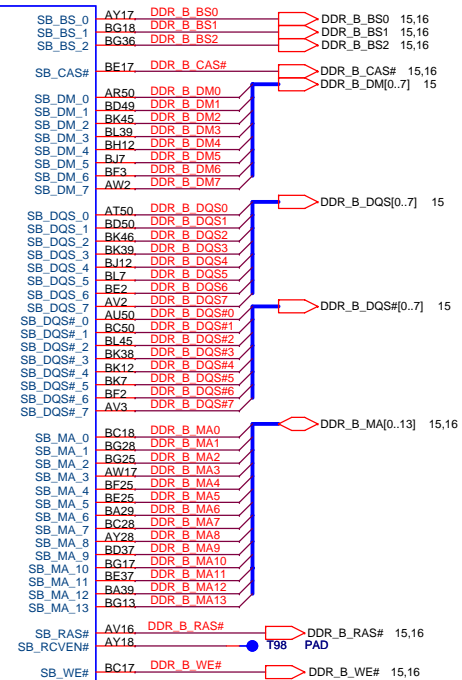 SB_BS_0 AY17 DDR_B_BS0 DDR_B_BS0 15,16
SB_BS_1 BG18 DDR_B_BS1 DDR_B_BS1 15,16
SB_BS_2 BG36 DDR_B_BS2 DDR_B_BS2 15,16
SB_CAS# BE17 DDR_B_CAS# DDR_B_CAS# 15,16
DDR_B_DM[0..7] 15
SB_DM_0 AR50 DDR_B_DM0
SB_DM_1 BD49 DDR_B_DM1
SB_DM_2 BK45 DDR_B_DM2
SB_DM_3 BL39 DDR_B_DM3
SB_DM_4 BH12 DDR_B_DM4
SB_DM_5 BJ7 DDR_B_DM5
SB_DM_6 BF3 DDR_B_DM6
SB_DM_7 AW2 DDR_B_DM7
DDR_B_DQS[0..7] 15
SB_DQS_0 AT50 DDR_B_DQS0
SB_DQS_1 BD50 DDR_B_DQS1
SB_DQS_2 BK46 DDR_B_DQS2
SB_DQS_3 BK39 DDR_B_DQS3
SB_DQS_4 BJ12 DDR_B_DQS4
SB_DQS_5 BL7 DDR_B_DQS5
SB_DQS_6 BE2 DDR_B_DQS6
SB_DQS_7 AV2 DDR_B_DQS7
DDR_B_DQS#[0..7] 15
SB_DQS#_0 AU50 DDR_B_DQS#0
SB_DQS#_1 BC50 DDR_B_DQS#1
SB_DQS#_2 BL45 DDR_B_DQS#2
SB_DQS#_3 BK38 DDR_B_DQS#3
SB_DQS#_4 BK12 DDR_B_DQS#4
SB_DQS#_5 BK7 DDR_B_DQS#5
SB_DQS#_6 BF2 DDR_B_DQS#6
SB_DQS#_7 AV3 DDR_B_DQS#7
DDR_B_MA[0..13] 15,16
SB_MA_0 BC18 DDR_B_MA0
SB_MA_1 BG28 DDR_B_MA1
SB_MA_2 BG25 DDR_B_MA2
SB_MA_3 AW17 DDR_B_MA3
SB_MA_4 BF25 DDR_B_MA4
SB_MA_5 BE25 DDR_B_MA5
SB_MA_6 BA29 DDR_B_MA6
SB_MA_7 BC28 DDR_B_MA7
SB_MA_8 AY28 DDR_B_MA8
SB_MA_9 BD37 DDR_B_MA9
SB_MA_10 BG17 DDR_B_MA10
SB_MA_11 BE37 DDR_B_MA11
SB_MA_12 BA39 DDR_B_MA12
SB_MA_13 BG13 DDR_B_MA13
SB_RAS# AV16 DDR_B_RAS# DDR_B_RAS# 15,16
SB_RCVEN# AY18 T98 PAD
SB_WE# BC17 DDR_B_WE# DDR_B_WE# 15,16